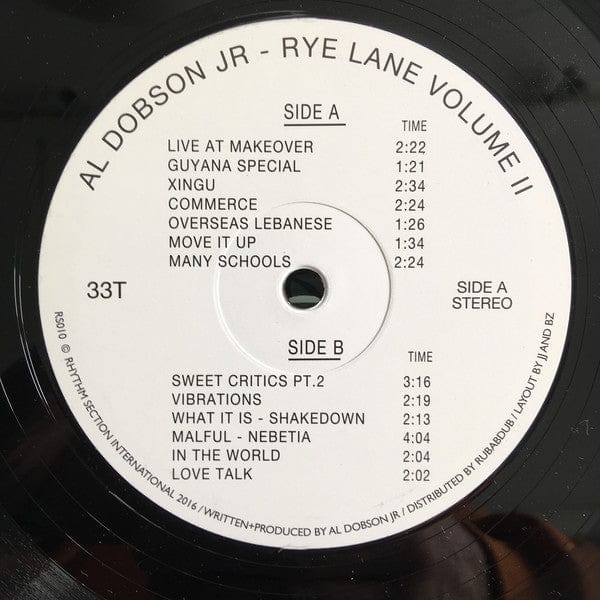 AL DOBSON JR - RYE LANE VOLUME II
SIDE A
TIME
LIVE AT MAKEOVER 2:22
GUYANA SPECIAL 1:21
XINGU 2:34
COMMERCE 2:24
OVERSEAS LEBANESE 1:26
MOVE IT UP 1:34
MANY SCHOOLS 2:24
33T
SIDE A
STEREO
SIDE B
TIME
SWEET CRITICS PT.2 3:16
VIBRATIONS 2:19
WHAT IT IS - SHAKEDOWN 2:13
MALFUL - NEBETIA 4:04
IN THE WORLD 2:04
LOVE TALK 2:02
RS010 © RHYTHM SECTION INTERNATIONAL 2016 / WRITTEN+PRODUCED BY AL DOBSON JR / DISTRIBUTED BY RUBADUB / LAYOUT BY JJ AND BZ